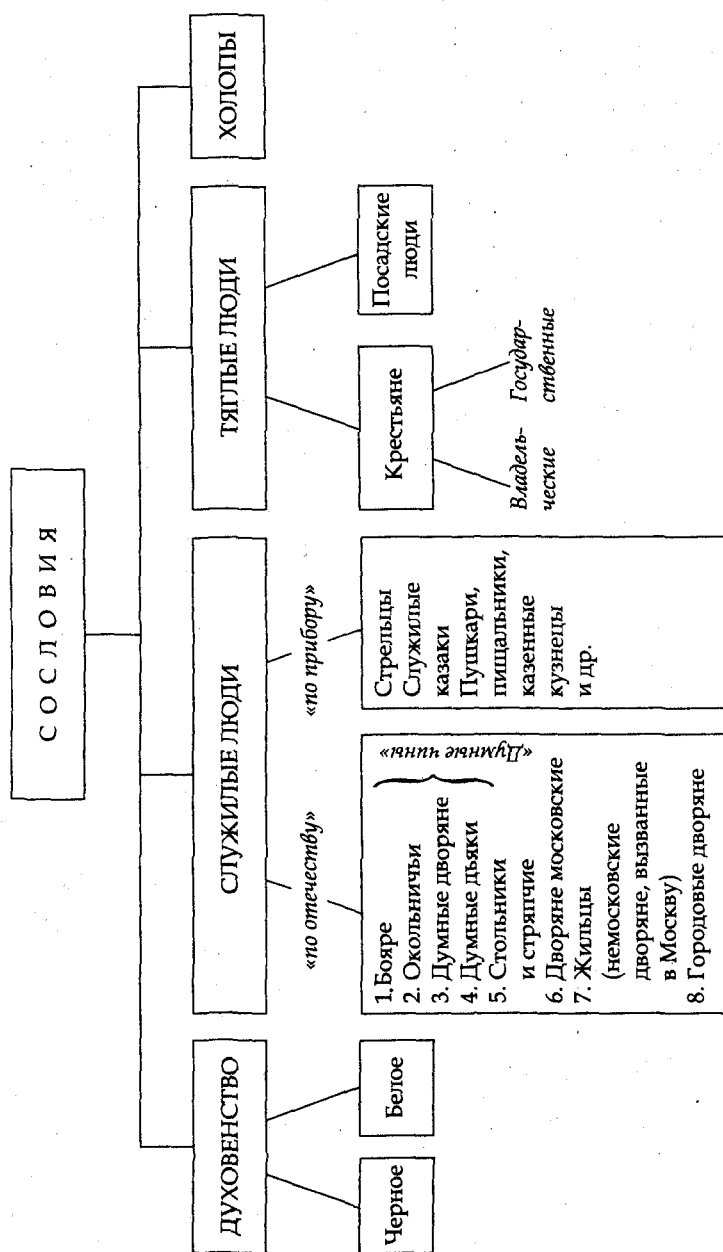 СОСЛОВИЯ
ДУХОВЕНСТВО
СЛУЖИЛЫЕ ЛЮДИ
ТЯГЛЫЕ ЛЮДИ
ХОЛОПЫ
Черное
Белое
«по отечеству»
1. Бояре
2. Окольничьи
3. Думные дворяне
4. Думные дьяки
«Думные чины»
5. Стольники
и стряпчие
6. Дворяне московские
7. Жильцы
(немосковские
дворяне, вызванные
в Москву)
8. Городовые дворяне
«по прибору»
Стрельцы
Служилые
казаки
Пушкари,
пищальники,
казенные
кузнецы
и др.
Крестьяне
Владель-
ческие
Государ-
ственные
Посадские
люди